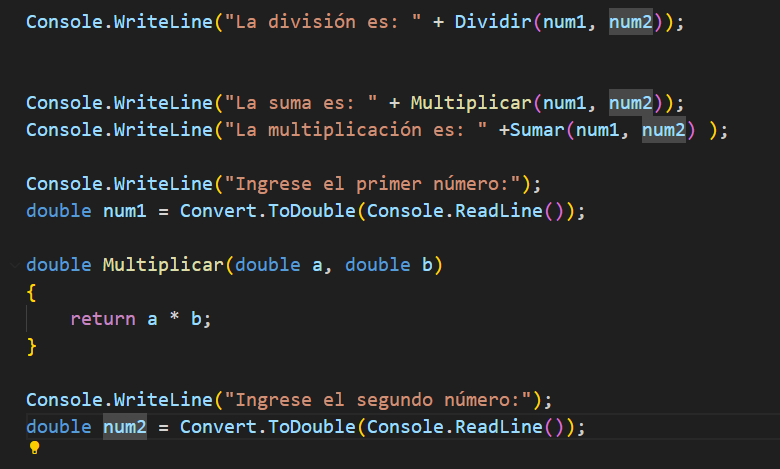 Console.WriteLine("La división es: " + Dividir(num1, num2));
Console.WriteLine("La suma es: " + Multiplicar(num1, num2));
Console.WriteLine("La multiplicación es: " +Sumar(num1, num2) );
Console.WriteLine("Ingrese el primer número:");
double num1 = Convert.ToDouble(Console.ReadLine());
double Multiplicar(double a, double b)
{
    return a * b;
}
Console.WriteLine("Ingrese el segundo número:");
double num2 = Convert.ToDouble(Console.ReadLine());